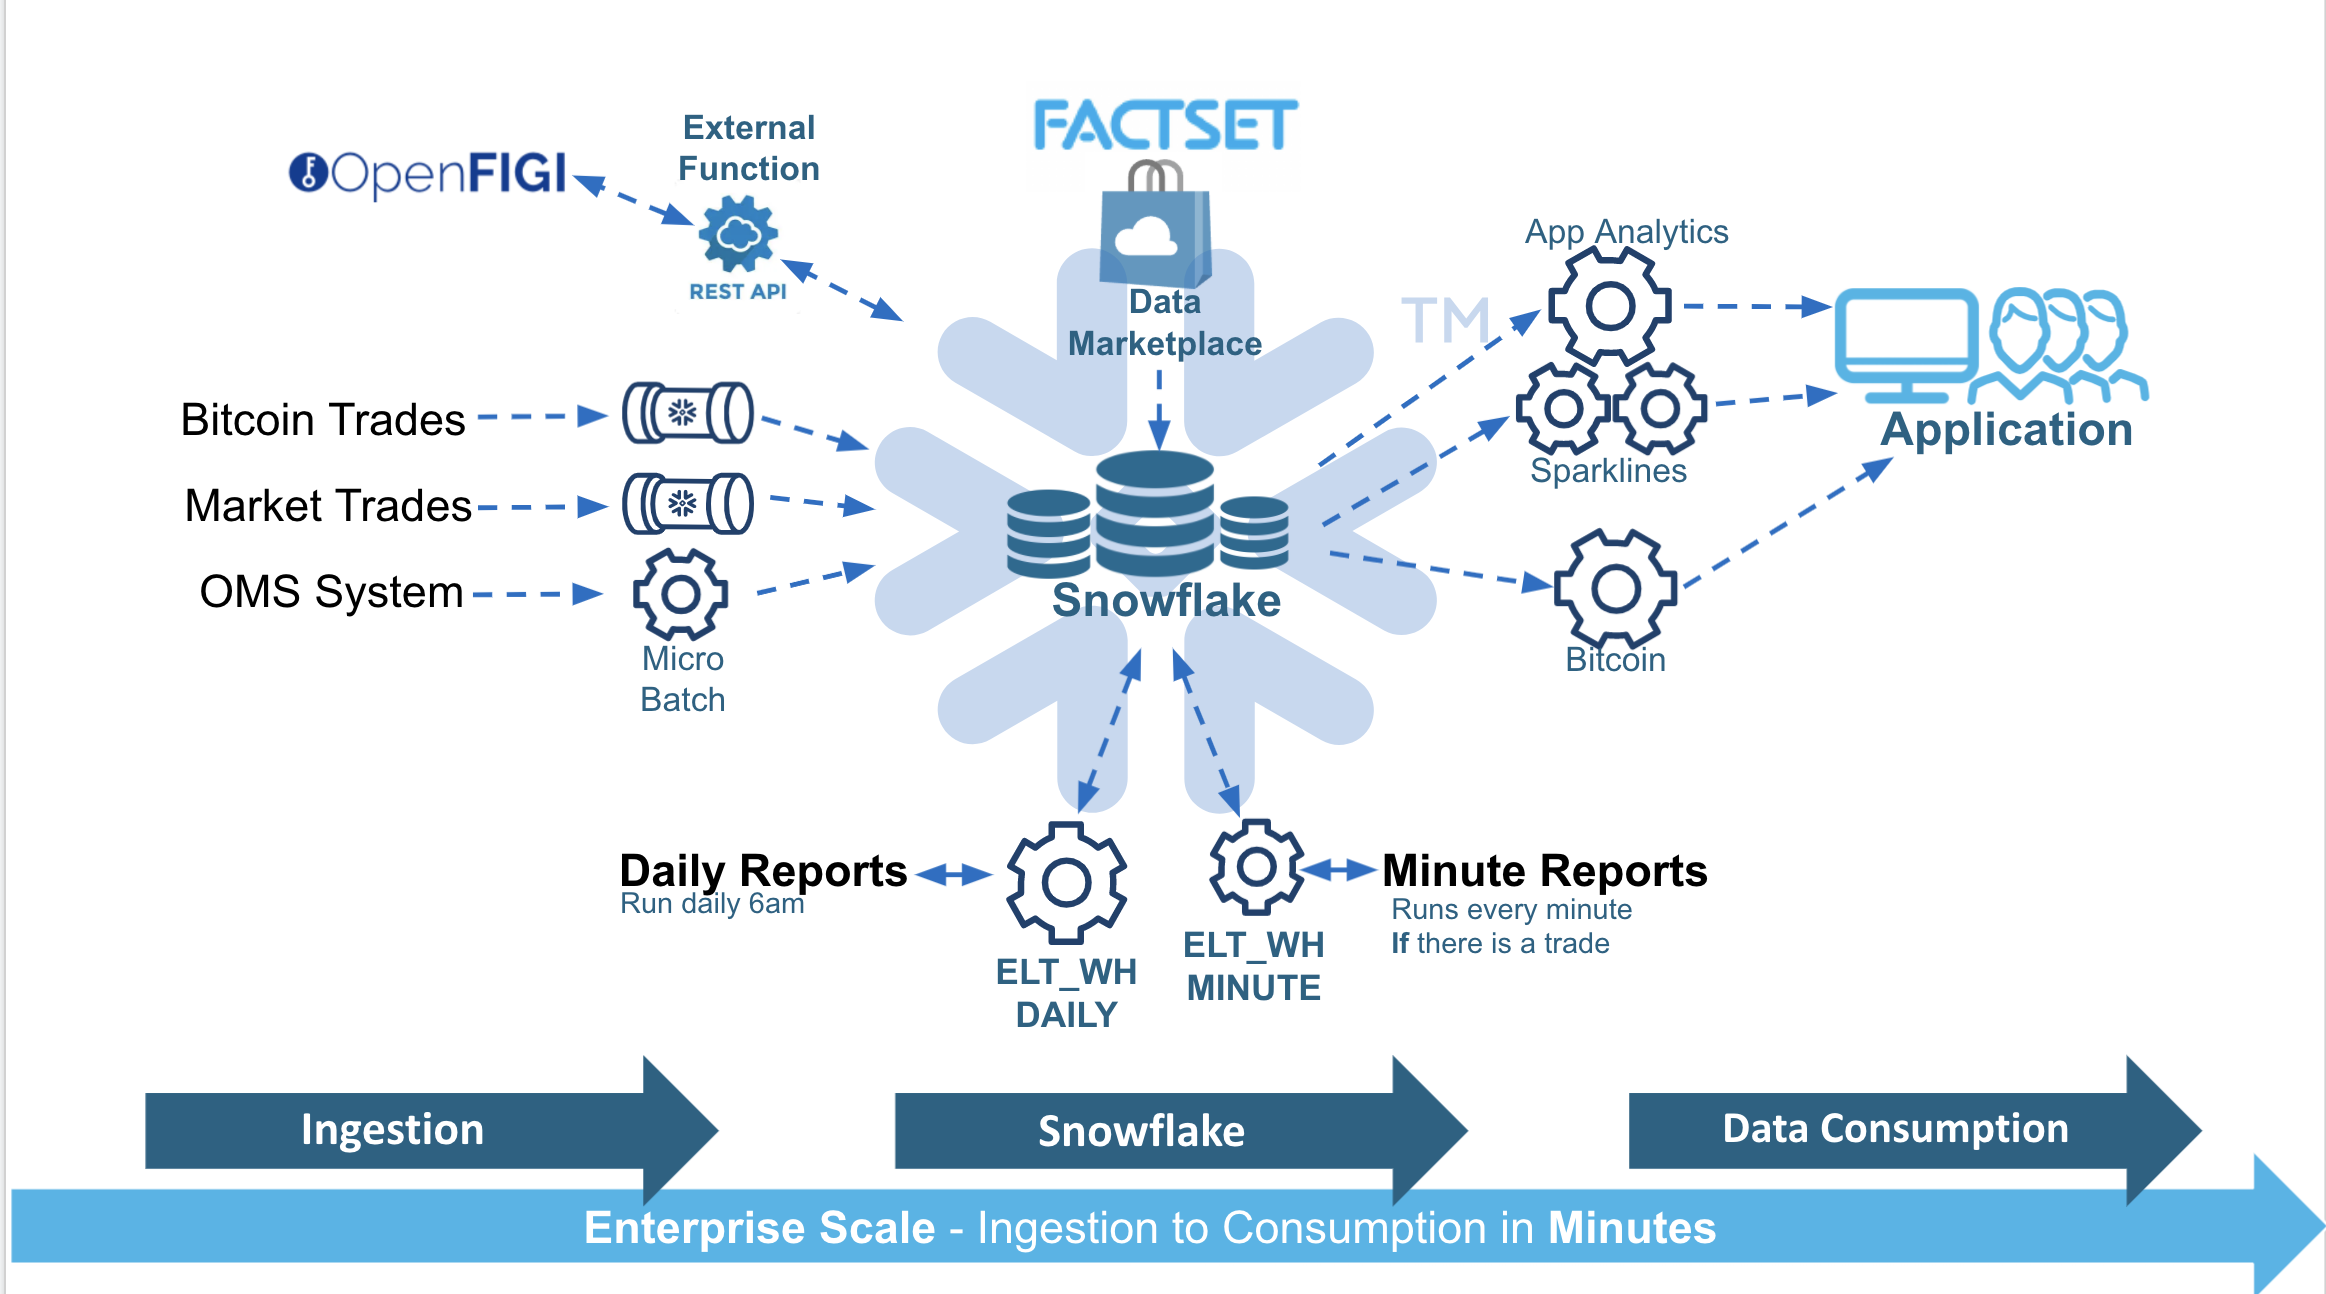 FACTSET
External
Function
OpenFIGI
REST API
Data
Marketplace
TM
App Analytics
Sparklines
Application
Bitcoin Trades
Market Trades
OMS System
Micro
Batch
Snowflake
Bitcoin
Daily Reports
Run daily 6am
ELT_WH
DAILY
ELT_WH
MINUTE
Minute Reports
Runs every minute
If there is a trade
Ingestion
Snowflake
Data Consumption
Enterprise Scale - Ingestion to Consumption in Minutes